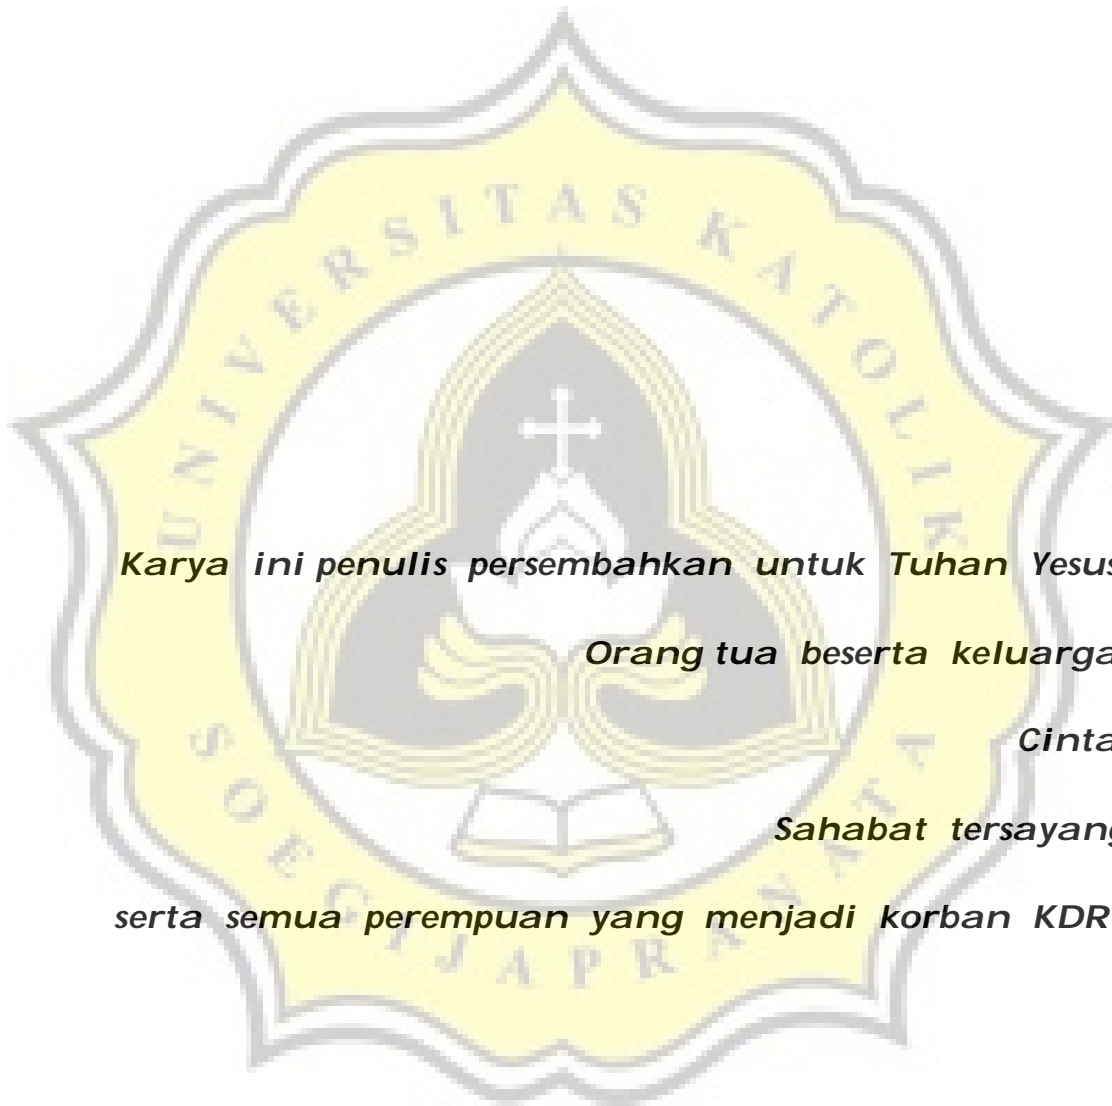 UNIVERSITAS KATOLIK
Karya ini penulis persembahkan untuk Tuhan Yesus
Orang tua beserta keluarga
Cinta
Sahabat tersayang
serta semua perempuan yang menjadi korban KDR
SOEGIJAPRANATA